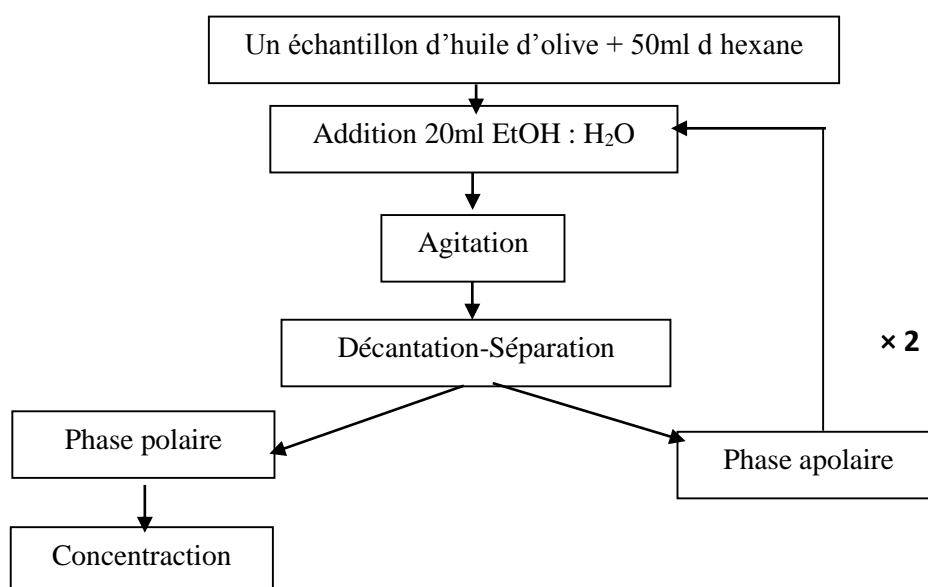 Un échantillon d’huile d’olive + 50ml d hexane
Addition 20ml EtOH : H₂O
Agitation
Décantation-Séparation
× 2
Phase polaire
Phase apolaire
Concentraction